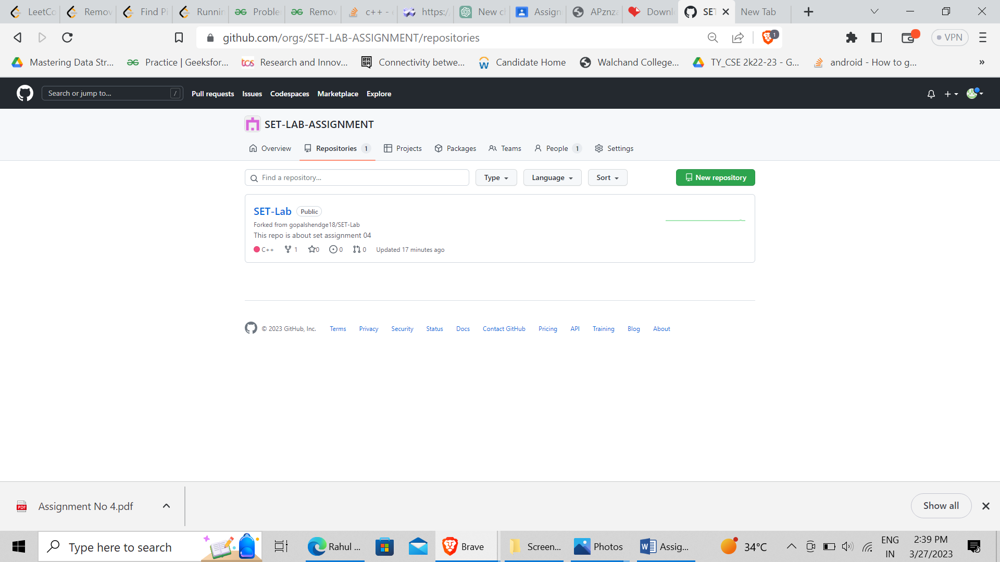 LeetCo Remov Find Pi Runnin Proble Remov c++ - c https:/ New ch Assign APznza Downl SET New Tab
github.com/orgs/SET-LAB-ASSIGNMENT/repositories 1 VPN
Mastering Data Str... Practice | Geeksfor... tcs Research and Innov... RASA Connectivity betwe... Candidate Home Walchand College... TY_CSE 2k22-23 - G... android - How to g... »
Search or jump to... / Pull requests Issues Codespaces Marketplace Explore
SET-LAB-ASSIGNMENT
Overview Repositories 1 Projects Packages Teams People 1 Settings
Find a repository... Type Language Sort New repository
SET-Lab Public
Forked from gopalshendge18/SET-Lab
This repo is about set assignment 04
C++ 1 0 0 0 Updated 17 minutes ago
© 2023 GitHub, Inc. Terms Privacy Security Status Docs Contact GitHub Pricing API Training Blog About
PDF Assignment No 4.pdf Show all
Type here to search Rahul ... Brave Screen... Photos Assig... 34°C ENG 2:39 PM
IN 3/27/2023